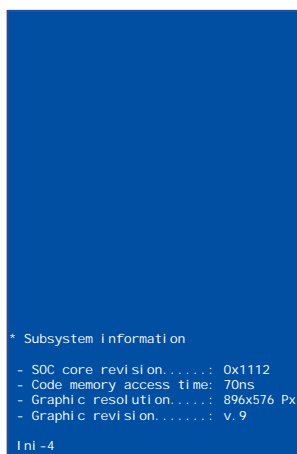 * Subsystem information
- SOC core revision......: 0x1112
- Code memory access time: 70ns
- Graphic resolution.....: 896x576 Px
- Graphic revision.......: v.9
Ini-4